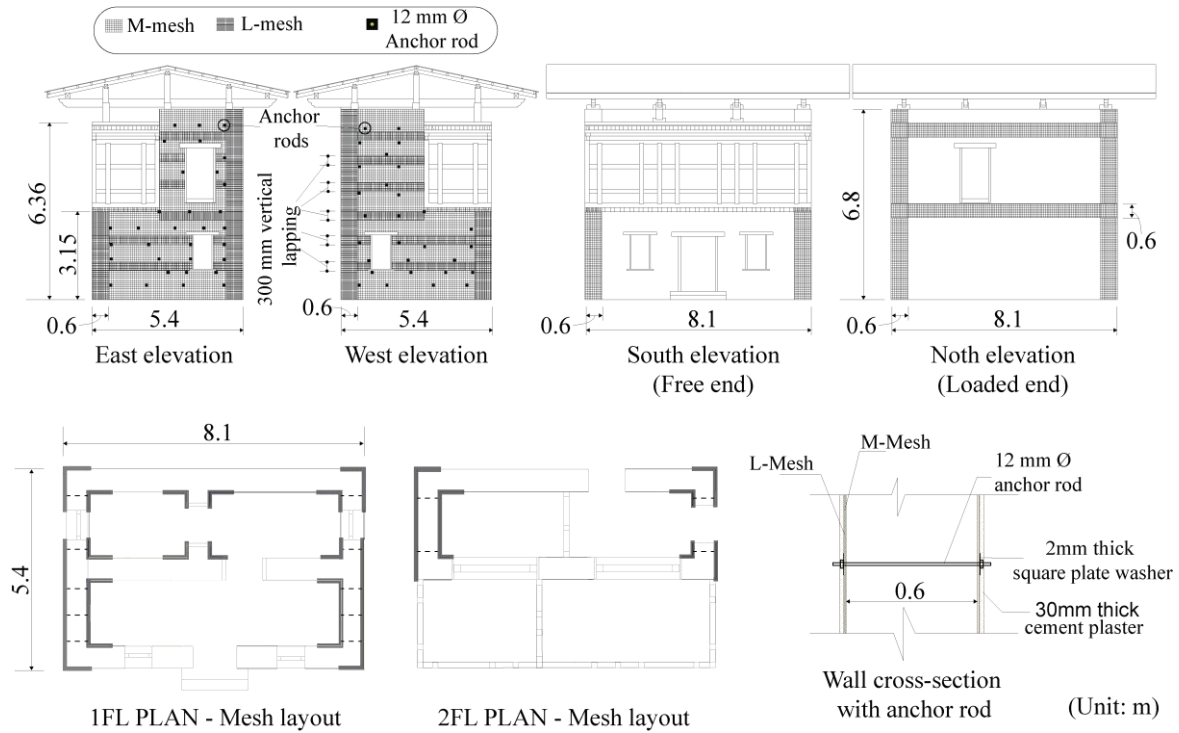 M-mesh
L-mesh
12 mm Ø
Anchor rod
Anchor
rods
300 mm vertical
lapping
6.36
3.15
0.6
5.4
East elevation
0.6
5.4
West elevation
0.6
8.1
South elevation
(Free end)
6.8
0.6
0.6
8.1
Noth elevation
(Loaded end)
8.1
5.4
1FL PLAN - Mesh layout
2FL PLAN - Mesh layout
M-Mesh
L-Mesh
12 mm Ø
anchor rod
2mm thick
square plate washer
0.6
30mm thick
cement plaster
Wall cross-section
with anchor rod
(Unit: m)